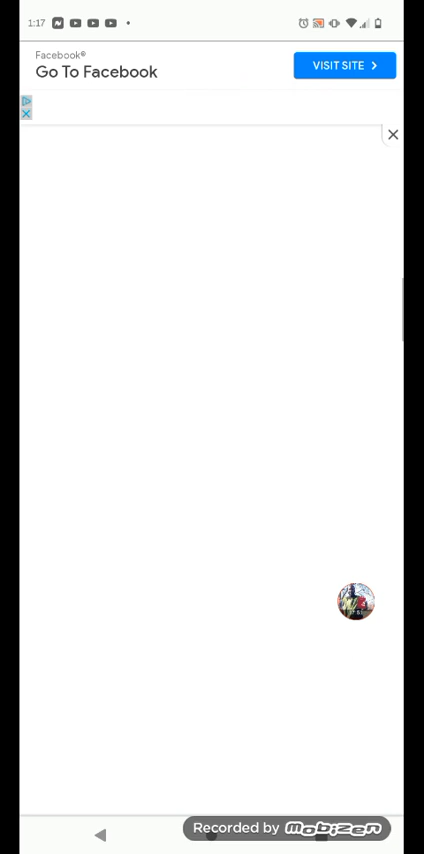 1:17
Facebook®
Go To Facebook
VISIT SITE
Recorded by MOBIZEN